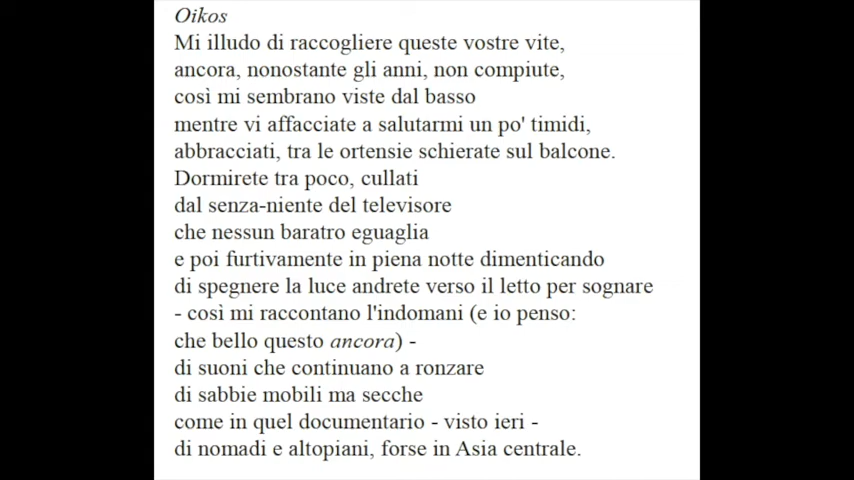 Oikos
Mi illudo di raccogliere queste vostre vite,
ancora, nonostante gli anni, non compiute,
così mi sembrano viste dal basso
mentre vi affacciate a salutarmi un po' timidi,
abbracciati, tra le ortensie schierate sul balcone.
Dormirete tra poco, cullati
dal senza-niente del televisore
che nessun baratro eguaglia
e poi furtivamente in piena notte dimenticando
di spegnere la luce andrete verso il letto per sognare
- così mi raccontano l'indomani (e io penso:
che bello questo ancora) -
di suoni che continuano a ronzare
di sabbie mobili ma secche
come in quel documentario - visto ieri -
di nomadi e altopiani, forse in Asia centrale.